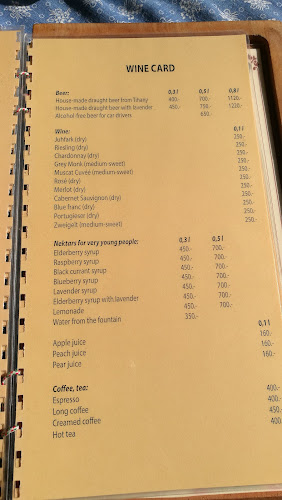 WINE CARD
Beer: 0,3 l 0,5 l 0,8 l
House-made draught beer from Tihany 400.- 700.- 1120.-
House-made draught beer with lavender 450.- 750.- 1220.-
Alcohol-free beer for car drivers 650.-
Wine: 0,1 l
Juhfark (dry) 250.-
Riesling (dry) 250.-
Chardonnay (dry) 250.-
Grey Monk (medium-sweet) 250.-
Muscat Cuvée (medium-sweet) 250.-
Rosé (dry) 250.-
Merlot (dry) 250.-
Cabernet Sauvignon (dry) 250.-
Blue franc (dry) 250.-
Portugieser (dry) 250.-
Zweigelt (medium-sweet) 250.-
Nektars for very young people: 0,3 l 0,5 l
Elderberry syrup 450.- 700.-
Raspberry syrup 450.- 700.-
Black currant syrup 450.- 700.-
Blueberry syrup 450.- 700.-
Lavender syrup 450.- 700.-
Elderberry syrup with lavender 450.- 700.-
Lemonade 450.- 700.-
Water from the fountain 350.-
0,1 l
Apple juice 160.-
Peach juice 160.-
Pear juice 160.-
Coffee, tea:
Espresso 400.-
Long coffee 400.-
Creamed coffee 450.-
Hot tea 400.-